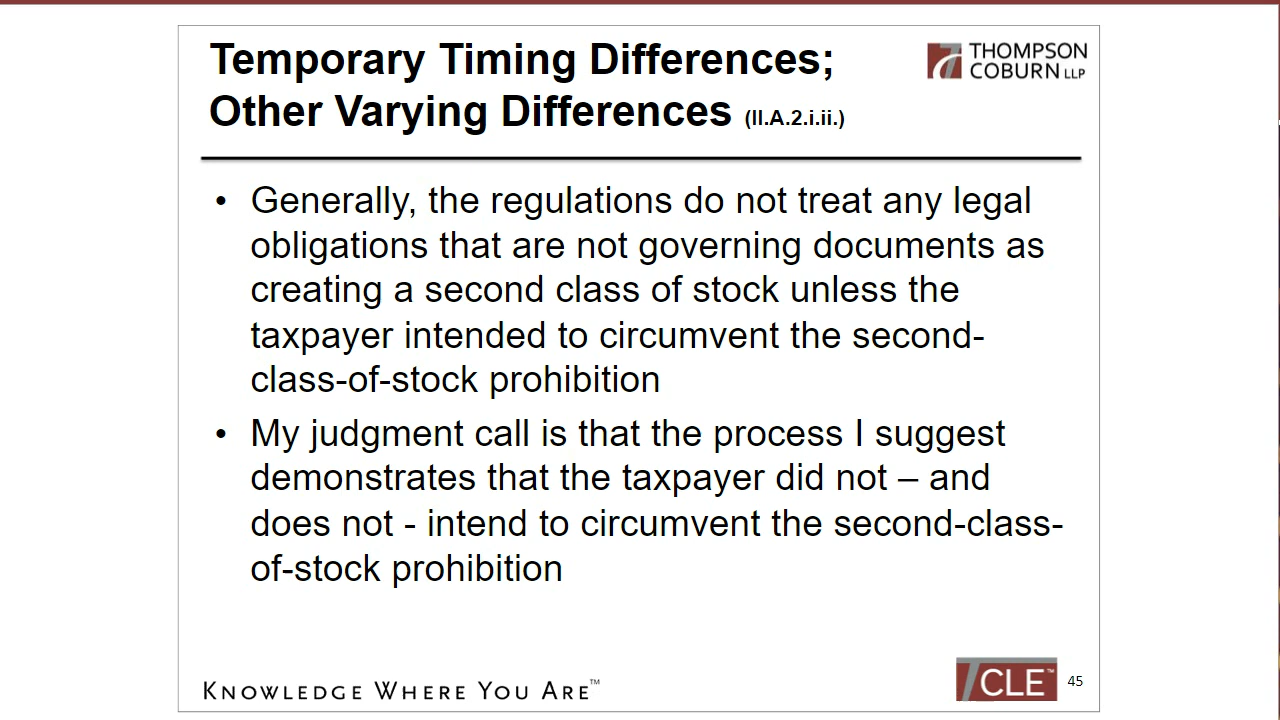 Temporary Timing Differences;
Other Varying Differences (II.A.2.i.ii.)
THOMPSON
COBURN LLP
• Generally, the regulations do not treat any legal
obligations that are not governing documents as
creating a second class of stock unless the
taxpayer intended to circumvent the second-
class-of-stock prohibition
• My judgment call is that the process I suggest
demonstrates that the taxpayer did not – and
does not - intend to circumvent the second-class-
of-stock prohibition
KNOWLEDGE WHERE YOU ARE™
TCLE™
45